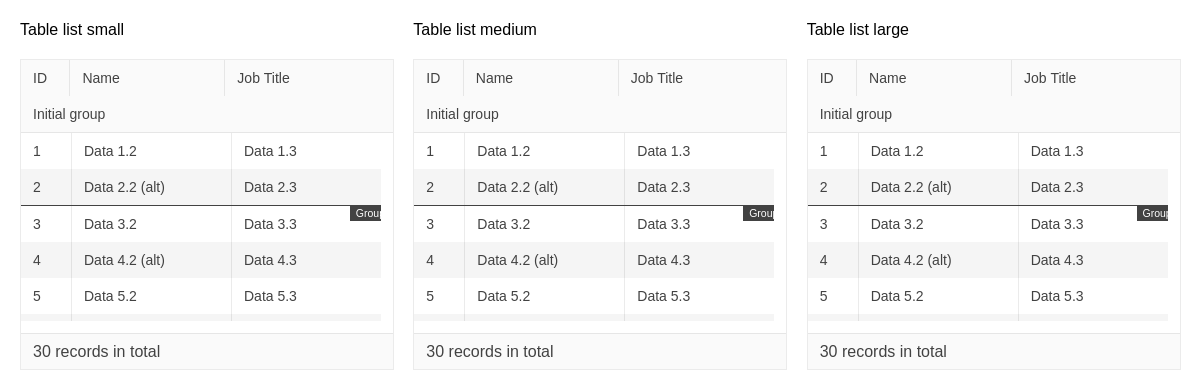 Table list small
ID Name Job Title
Initial group
1 Data 1.2 Data 1.3
2 Data 2.2 (alt) Data 2.3
3 Data 3.2 Data 3.3
4 Data 4.2 (alt) Data 4.3
5 Data 5.2 Data 5.3
30 records in total
Table list medium
ID Name Job Title
Initial group
1 Data 1.2 Data 1.3
2 Data 2.2 (alt) Data 2.3
3 Data 3.2 Data 3.3
4 Data 4.2 (alt) Data 4.3
5 Data 5.2 Data 5.3
30 records in total
Table list large
ID Name Job Title
Initial group
1 Data 1.2 Data 1.3
2 Data 2.2 (alt) Data 2.3
3 Data 3.2 Data 3.3
4 Data 4.2 (alt) Data 4.3
5 Data 5.2 Data 5.3
30 records in total